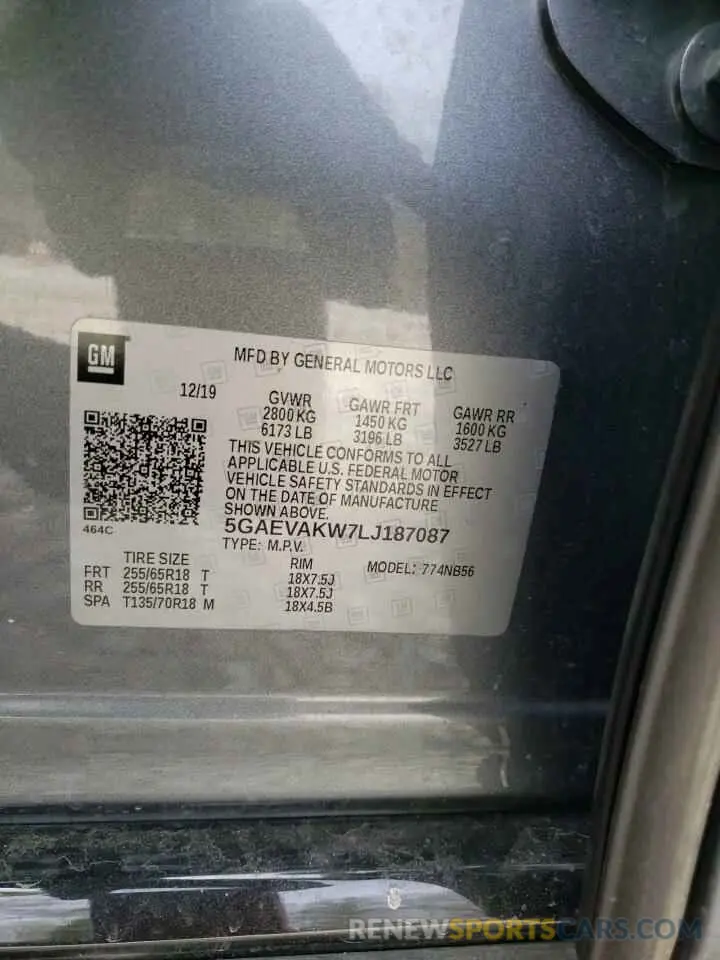 GM
MFD BY GENERAL MOTORS LLC
12/19
GVWR GAWR FRT GAWR RR
2800 KG 1450 KG 1600 KG
6173 LB 3196 LB 3527 LB
THIS VEHICLE CONFORMS TO ALL
APPLICABLE U.S. FEDERAL MOTOR
VEHICLE SAFETY STANDARDS IN EFFECT
ON THE DATE OF MANUFACTURE
SHOWN ABOVE.
464C
5GAEVAKW7LJ187087
TYPE: M.P.V. MODEL: 774NB56
TIRE SIZE RIM
FRT 255/65R18 T 18X7.5J
RR 255/65R18 T 18X7.5J
SPA T135/70R18 M 18X4.5B
RENEWSPORTSCARS.COM